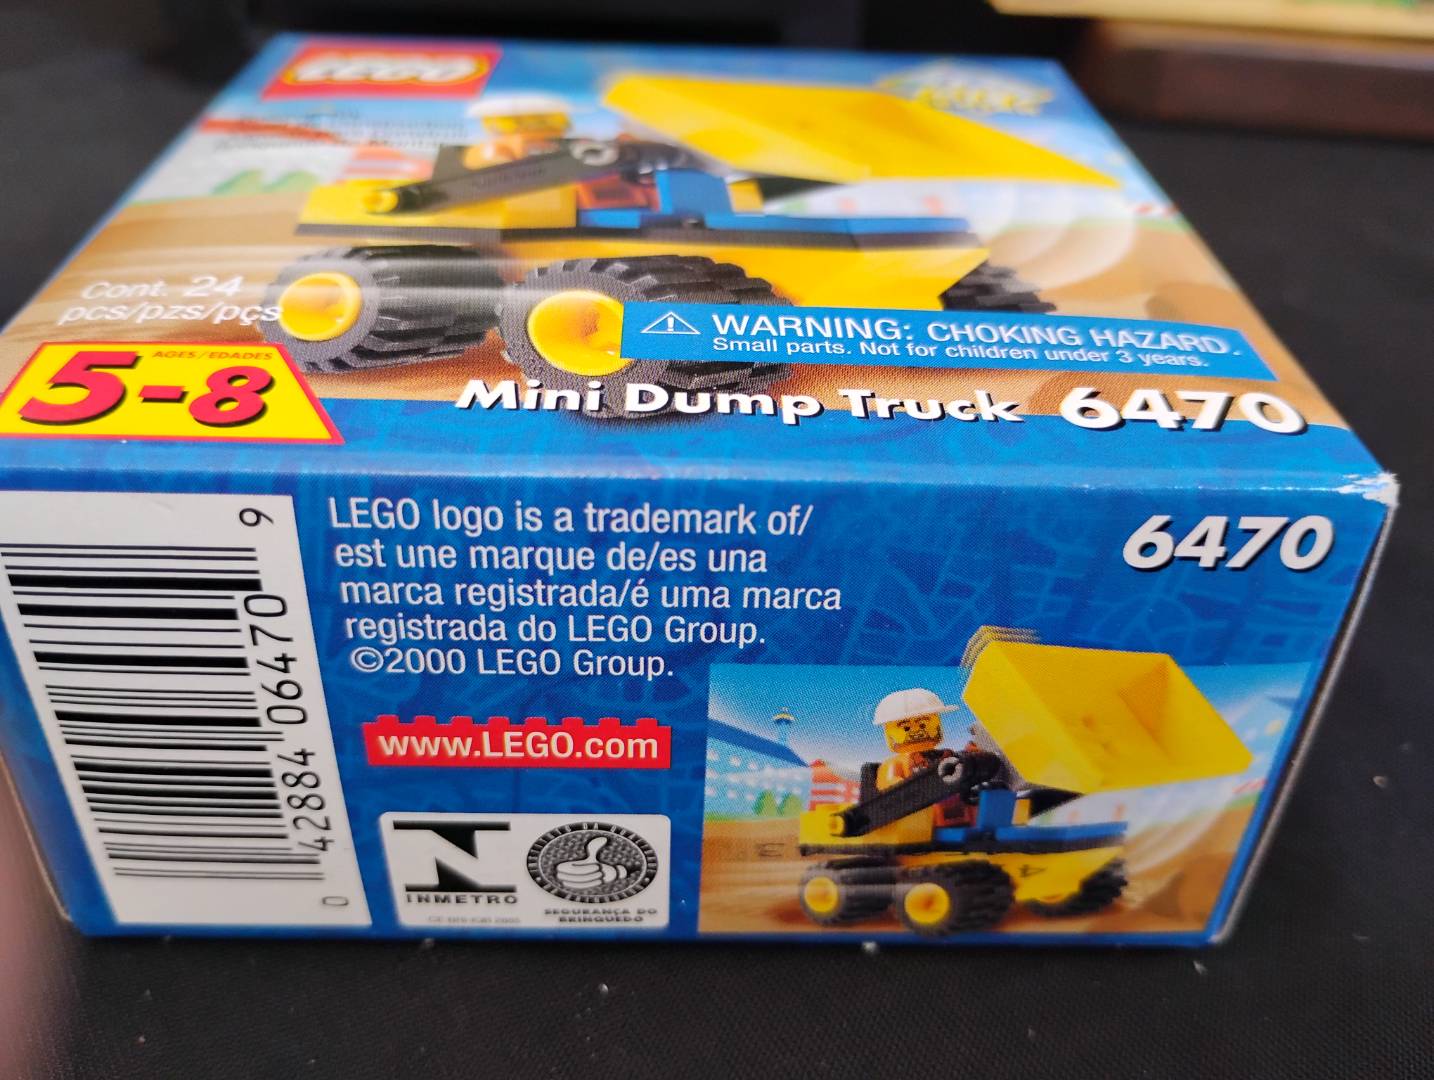 LEGO
Cont. 24
pcs/pzs/pçs
AGES/EDADES
5-8
WARNING: CHOKING HAZARD.
Small parts. Not for children under 3 years.
Mini Dump Truck 6470
LEGO logo is a trademark of/
est une marque de/es una
marca registrada/é uma marca
registrada do LEGO Group.
©2000 LEGO Group.
www.LEGO.com
6470
0 42884 06470 9
INMETRO
SEGURANÇA DO
BRINQUEDO